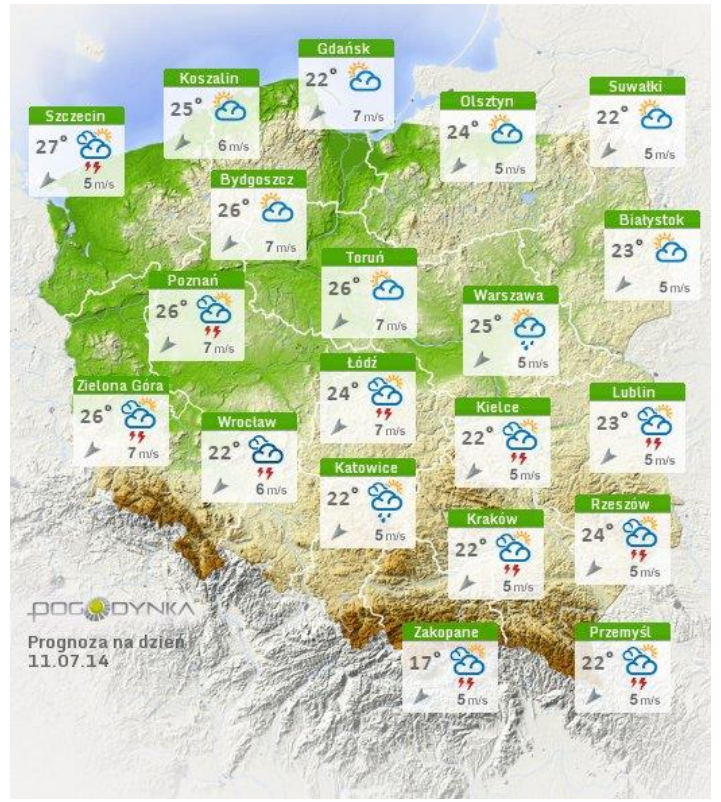 Gdańsk
22°
7 m/s
Koszalin
25°
6 m/s
Suwałki
22°
5 m/s
Olsztyn
24°
5 m/s
Szczecin
27°
5 m/s
Bydgoszcz
26°
7 m/s
Białystok
23°
5 m/s
Toruń
26°
7 m/s
Poznań
26°
7 m/s
Warszawa
25°
5 m/s
Łódź
24°
7 m/s
Zielona Góra
26°
7 m/s
Lublin
23°
5 m/s
Kielce
22°
5 m/s
Wrocław
22°
6 m/s
Katowice
22°
5 m/s
Rzeszów
24°
5 m/s
Kraków
22°
5 m/s
POGODYNKA
Prognoza na dzień
11.07.14
Zakopane
17°
5 m/s
Przemyśl
22°
5 m/s